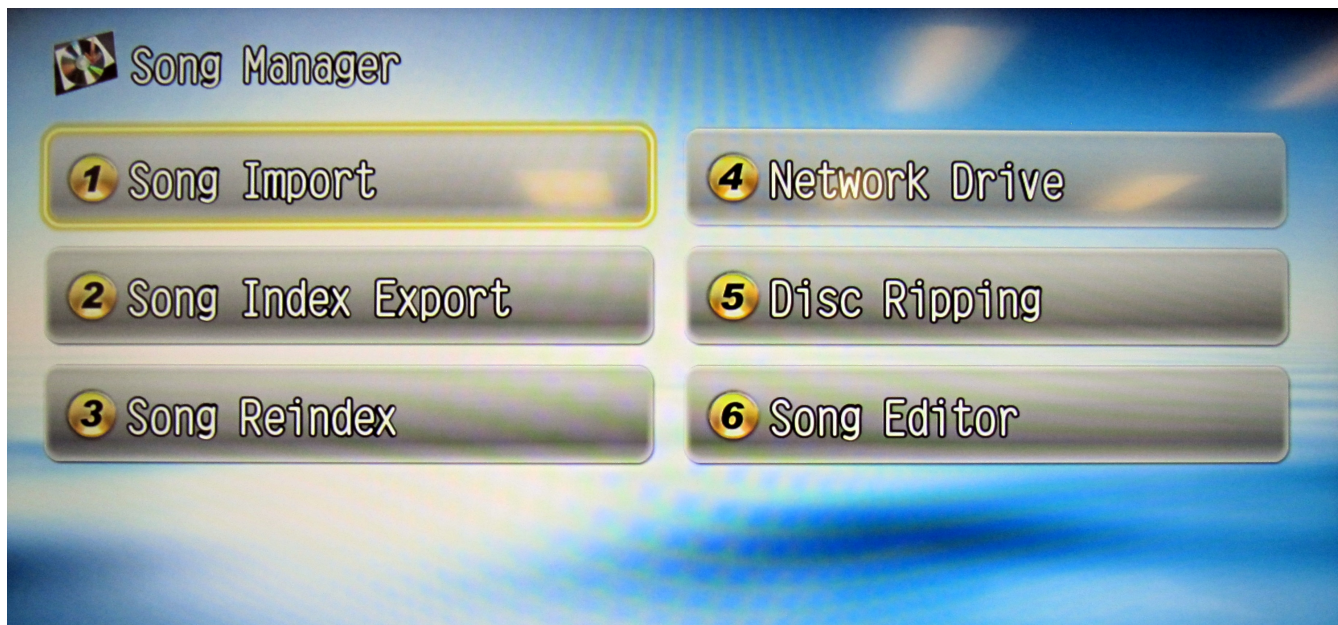 Song Manager
1 Song Import
2 Song Index Export
3 Song Reindex
4 Network Drive
5 Disc Ripping
6 Song Editor